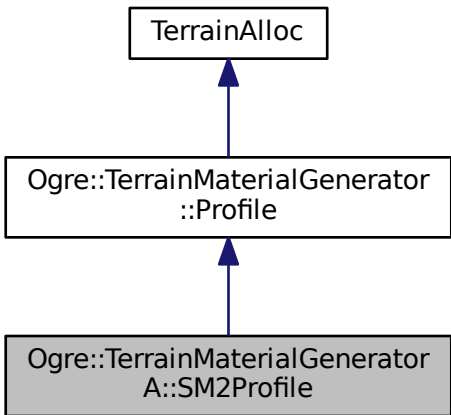 TerrainAlloc
Ogre::TerrainMaterialGenerator
::Profile
Ogre::TerrainMaterialGenerator
A::SM2Profile